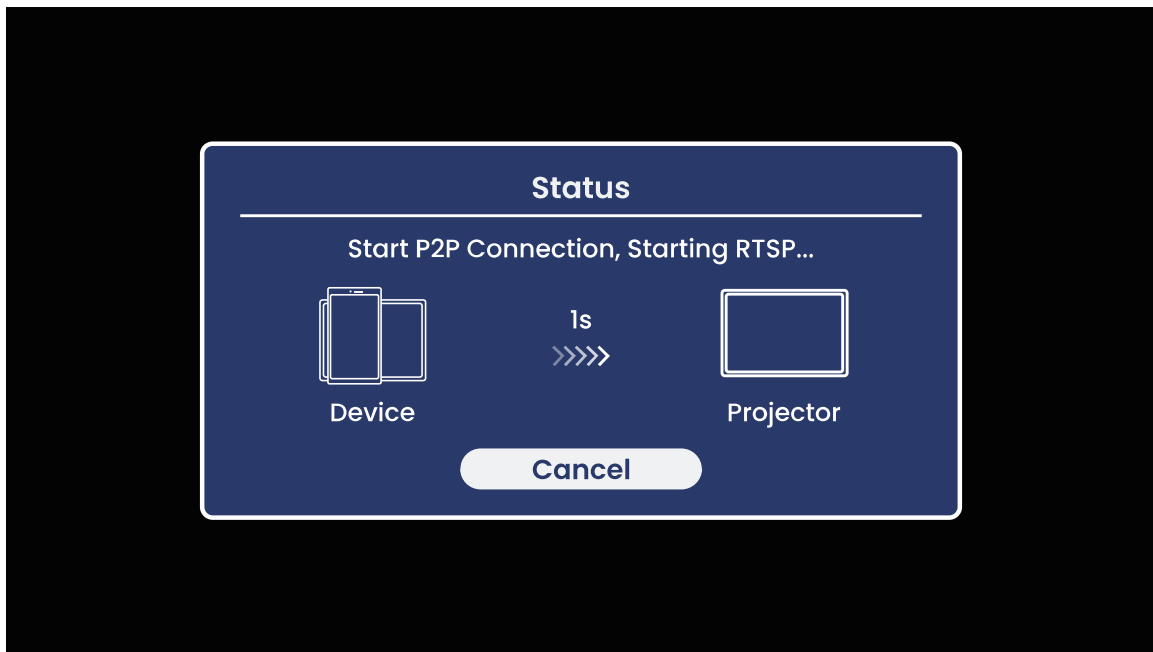 Status
Start P2P Connection, Starting RTSP...
1s
Device
Projector
Cancel